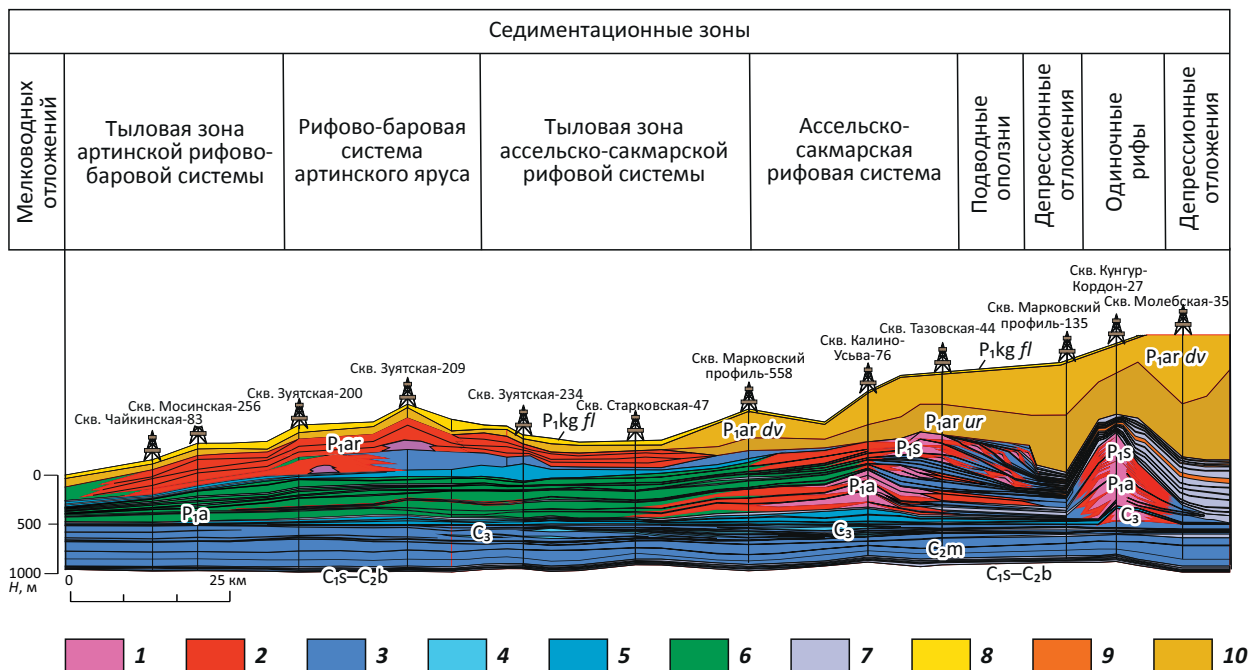 Седиментационные зоны
Мелководных
отложений
Тыловая зона
артинской рифово-
баровой системы
Рифово-баровая
система
артинского яруса
Тыловая зона
ассельско-сакмарской
рифовой системы
Ассельско-
сакмарская
рифовая система
Подводные
оползни
Депрессионные
отложения
Одиночные
рифы
Депрессионные
отложения
Скв. Кунгур-
Кордон-27
Скв. Молебская-35
Скв. Марковский
профиль-135
Скв. Тазовская-44
Скв. Калино-
Усьва-76
Скв. Марковский
профиль-558
Скв. Зуятская-209
Скв. Зуятская-200
Скв. Зуятская-234
Скв. Старковская-47
Скв. Мосинская-256
Скв. Чайкинская-83
P₁kg fl
P₁ar dv
P₁kg fl
P₁ar dv
P₁ar ur
P₁ar
P₁s
P₁s
P₁a
P₁a
P₁a
C₃
C₃
C₃
C₂m
C₁s–C₂b
C₁s–C₂b
0
500
1000
H, м
0
25 км
1
2
3
4
5
6
7
8
9
10